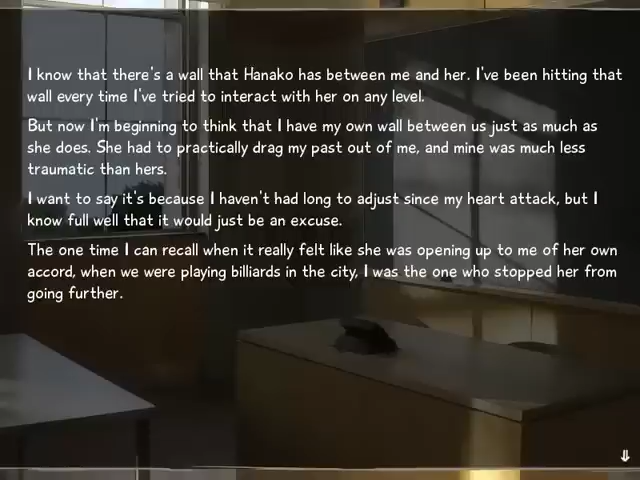 I know that there's a wall that Hanako has between me and her. I've been hitting that
wall every time I've tried to interact with her on any level.
But now I'm beginning to think that I have my own wall between us just as much as
she does. She had to practically drag my past out of me, and mine was much less
traumatic than hers.
I want to say it's because I haven't had long to adjust since my heart attack, but I
know full well that it would just be an excuse.
The one time I can recall when it really felt like she was opening up to me of her own
accord, when we were playing billiards in the city, I was the one who stopped her from
going further.